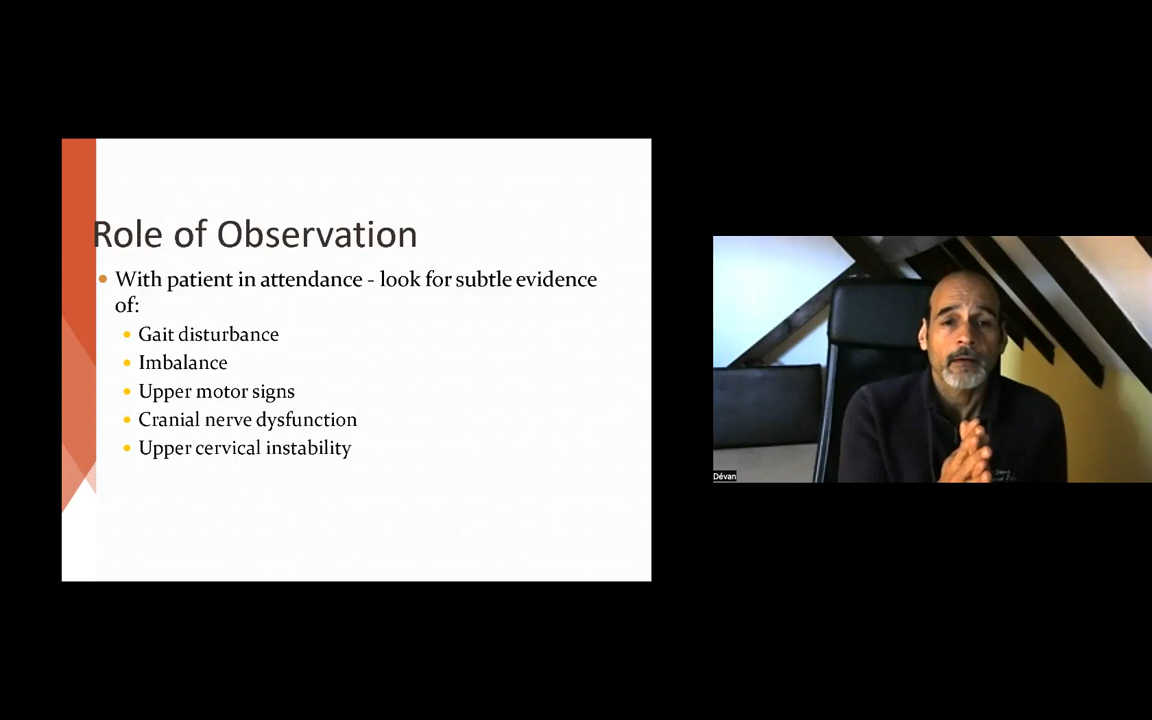 Role of Observation
With patient in attendance - look for subtle evidence
of:
Gait disturbance
Imbalance
Upper motor signs
Cranial nerve dysfunction
Upper cervical instability
Dévan